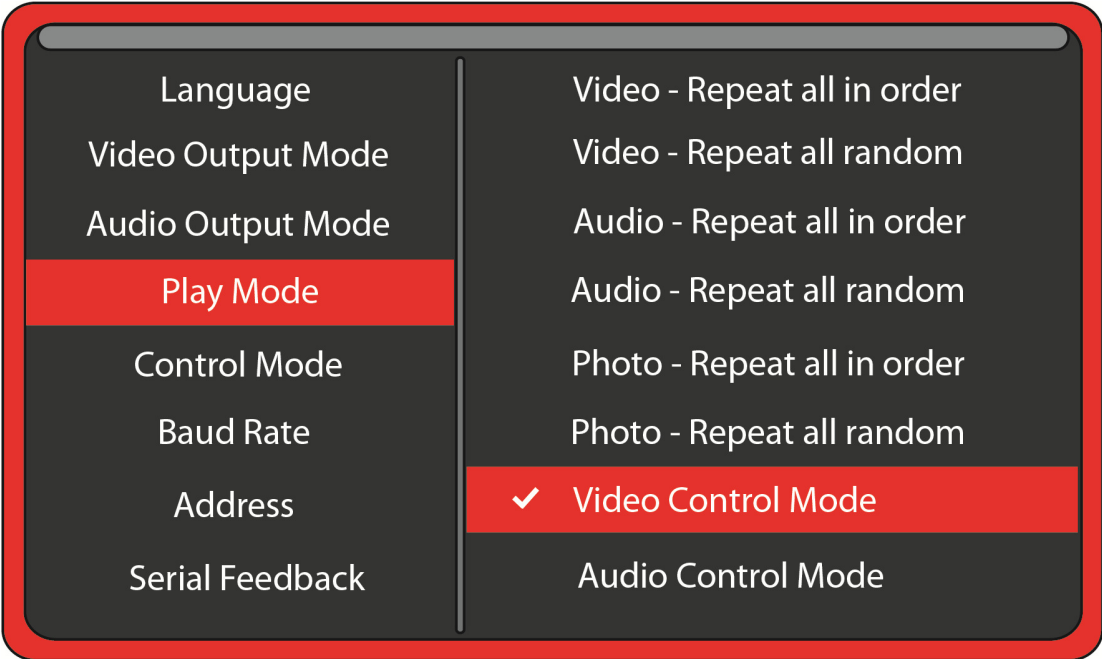 Language
Video Output Mode
Audio Output Mode
Play Mode
Control Mode
Baud Rate
Address
Serial Feedback
Video - Repeat all in order
Video - Repeat all random
Audio - Repeat all in order
Audio - Repeat all random
Photo - Repeat all in order
Photo - Repeat all random
Video Control Mode
Audio Control Mode